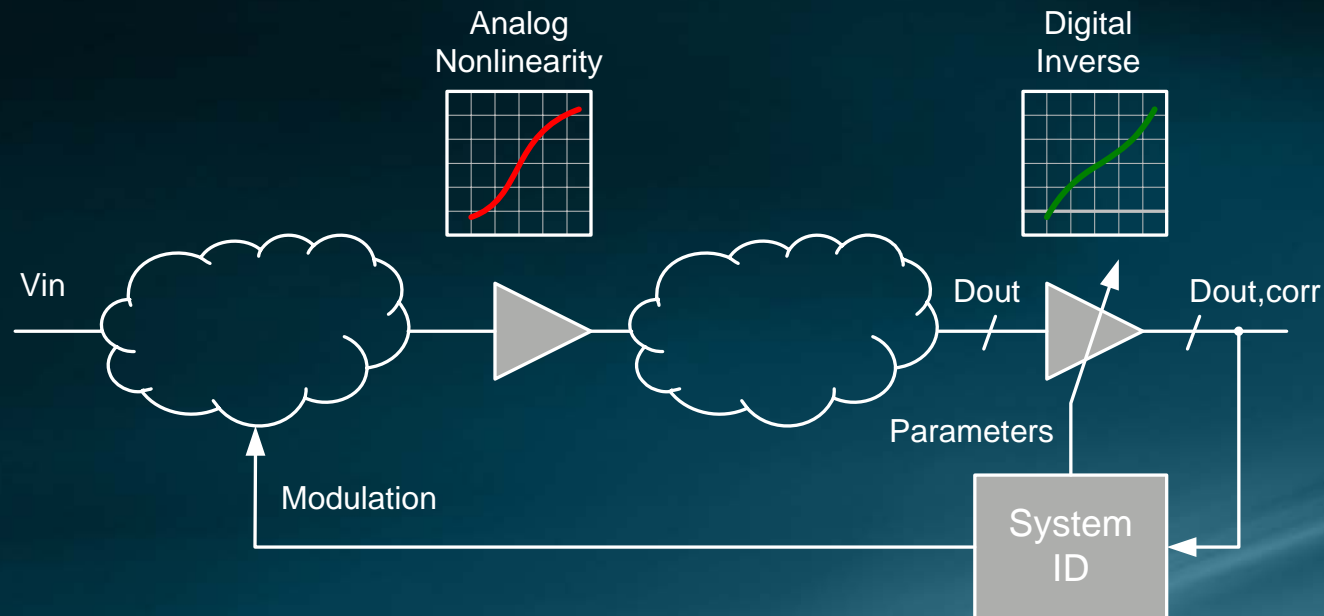 Analog
Nonlinearity
Digital
Inverse
Vin
Dout
Dout,corr
Parameters
Modulation
System
ID